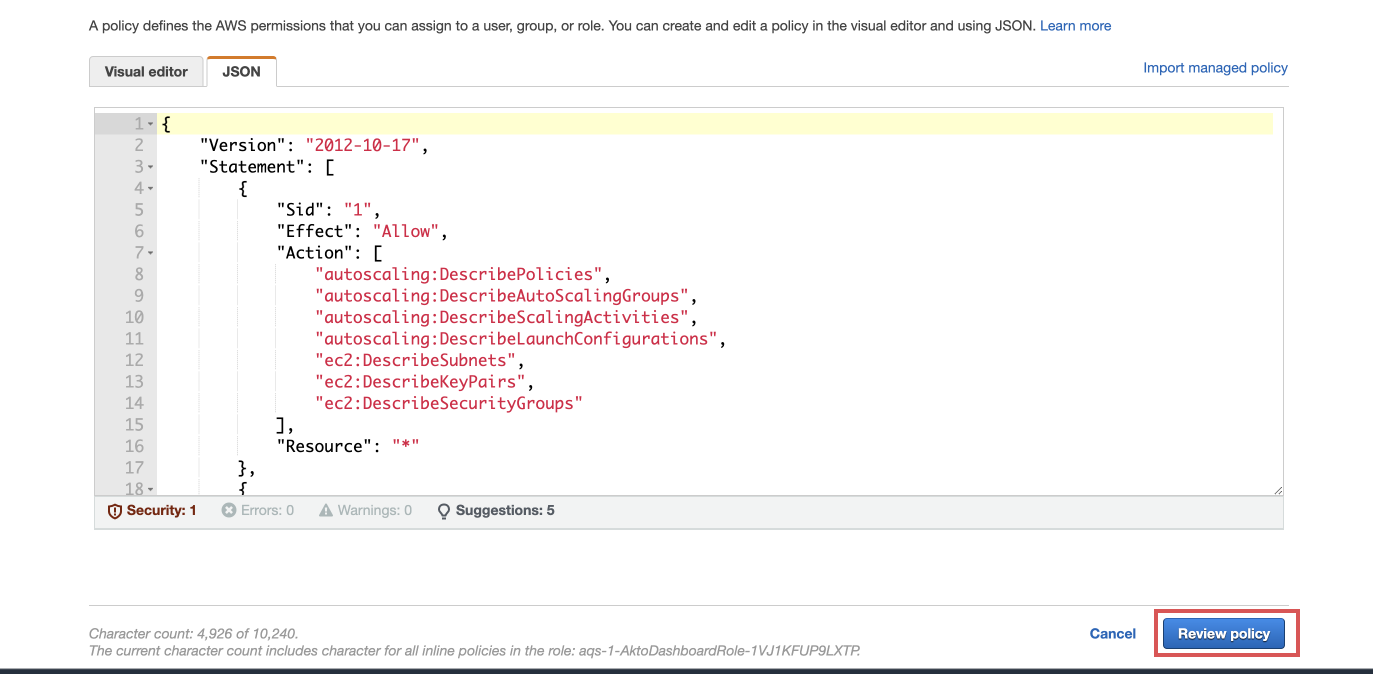 A policy defines the AWS permissions that you can assign to a user, group, or role. You can create and edit a policy in the visual editor and using JSON. Learn more
Visual editor
JSON
Import managed policy
1 {
2 "Version": "2012-10-17",
3 "Statement": [
4 {
5 "Sid": "1",
6 "Effect": "Allow",
7 "Action": [
8 "autoscaling:DescribePolicies",
9 "autoscaling:DescribeAutoScalingGroups",
10 "autoscaling:DescribeScalingActivities",
11 "autoscaling:DescribeLaunchConfigurations",
12 "ec2:DescribeSubnets",
13 "ec2:DescribeKeyPairs",
14 "ec2:DescribeSecurityGroups"
15 ],
16 "Resource": "*"
17 },
18 {
Security: 1 Errors: 0 Warnings: 0 Suggestions: 5
Character count: 4,926 of 10,240.
The current character count includes character for all inline policies in the role: aqs-1-AktoDashboardRole-1VJ1KFUP9LXTP.
Cancel
Review policy